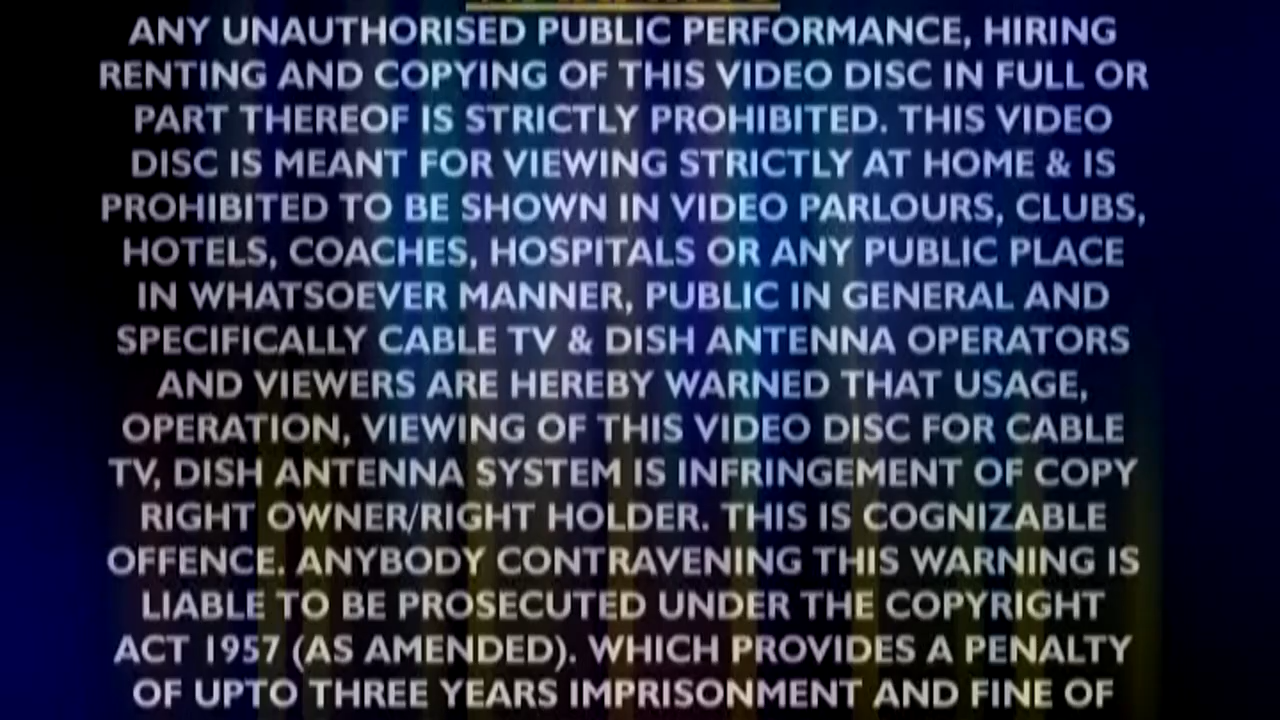 ANY UNAUTHORISED PUBLIC PERFORMANCE, HIRING
RENTING AND COPYING OF THIS VIDEO DISC IN FULL OR
PART THEREOF IS STRICTLY PROHIBITED. THIS VIDEO
DISC IS MEANT FOR VIEWING STRICTLY AT HOME & IS
PROHIBITED TO BE SHOWN IN VIDEO PARLOURS, CLUBS,
HOTELS, COACHES, HOSPITALS OR ANY PUBLIC PLACE
IN WHATSOEVER MANNER, PUBLIC IN GENERAL AND
SPECIFICALLY CABLE TV & DISH ANTENNA OPERATORS
AND VIEWERS ARE HEREBY WARNED THAT USAGE,
OPERATION, VIEWING OF THIS VIDEO DISC FOR CABLE
TV, DISH ANTENNA SYSTEM IS INFRINGEMENT OF COPY
RIGHT OWNER/RIGHT HOLDER. THIS IS COGNIZABLE
OFFENCE. ANYBODY CONTRAVENING THIS WARNING IS
LIABLE TO BE PROSECUTED UNDER THE COPYRIGHT
ACT 1957 (AS AMENDED). WHICH PROVIDES A PENALTY
OF UPTO THREE YEARS IMPRISONMENT AND FINE OF